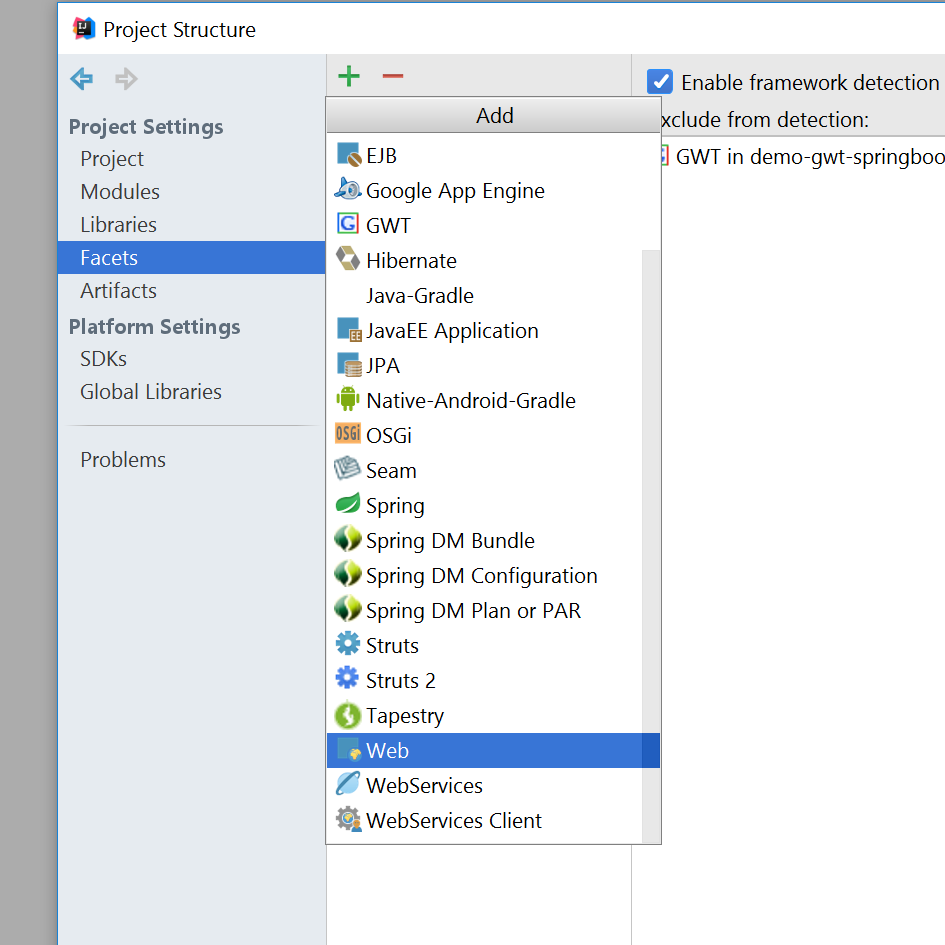 Project Structure
Project Settings
Project
Modules
Libraries
Facets
Artifacts
Platform Settings
SDKs
Global Libraries
Problems
Add
EJB
Google App Engine
G GWT
Hibernate
Java-Gradle
EE JavaEE Application
JPA
Native-Android-Gradle
OSGi OSGi
Seam
Spring
Spring DM Bundle
Spring DM Configuration
Spring DM Plan or PAR
Struts
Struts 2
Tapestry
Web
WebServices
WebServices Client
Enable framework detection
xclude from detection:
GWT in demo-gwt-springboo